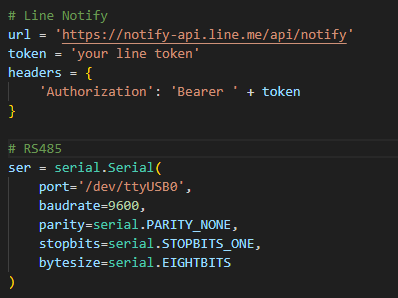 # Line Notify
url = 'https://notify-api.line.me/api/notify'
token = 'your line token'
headers = {
    'Authorization': 'Bearer ' + token
}

# RS485
ser = serial.Serial(
    port='/dev/ttyUSB0',
    baudrate=9600,
    parity=serial.PARITY_NONE,
    stopbits=serial.STOPBITS_ONE,
    bytesize=serial.EIGHTBITS
)